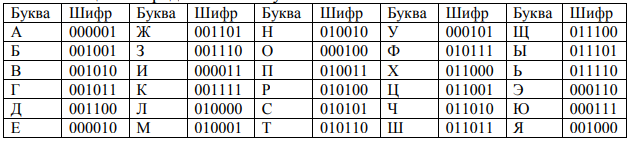 Буква Шифр Буква Шифр Буква Шифр Буква Шифр Буква Шифр
А 000001 Ж 001101 Н 010010 У 000101 Щ 011100
Б 001001 З 001110 О 000100 Ф 010111 Ы 011101
В 001010 И 000011 П 010011 Х 011000 Ь 011110
Г 001011 К 001111 Р 010100 Ц 011001 Э 000110
Д 001100 Л 010000 С 010101 Ч 011010 Ю 000111
Е 000010 М 010001 Т 010110 Ш 011011 Я 001000